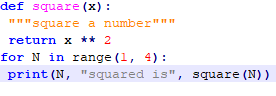 def square(x):
 """square a number"""
 return x ** 2
for N in range(1, 4):
 print(N, "squared is", square(N))